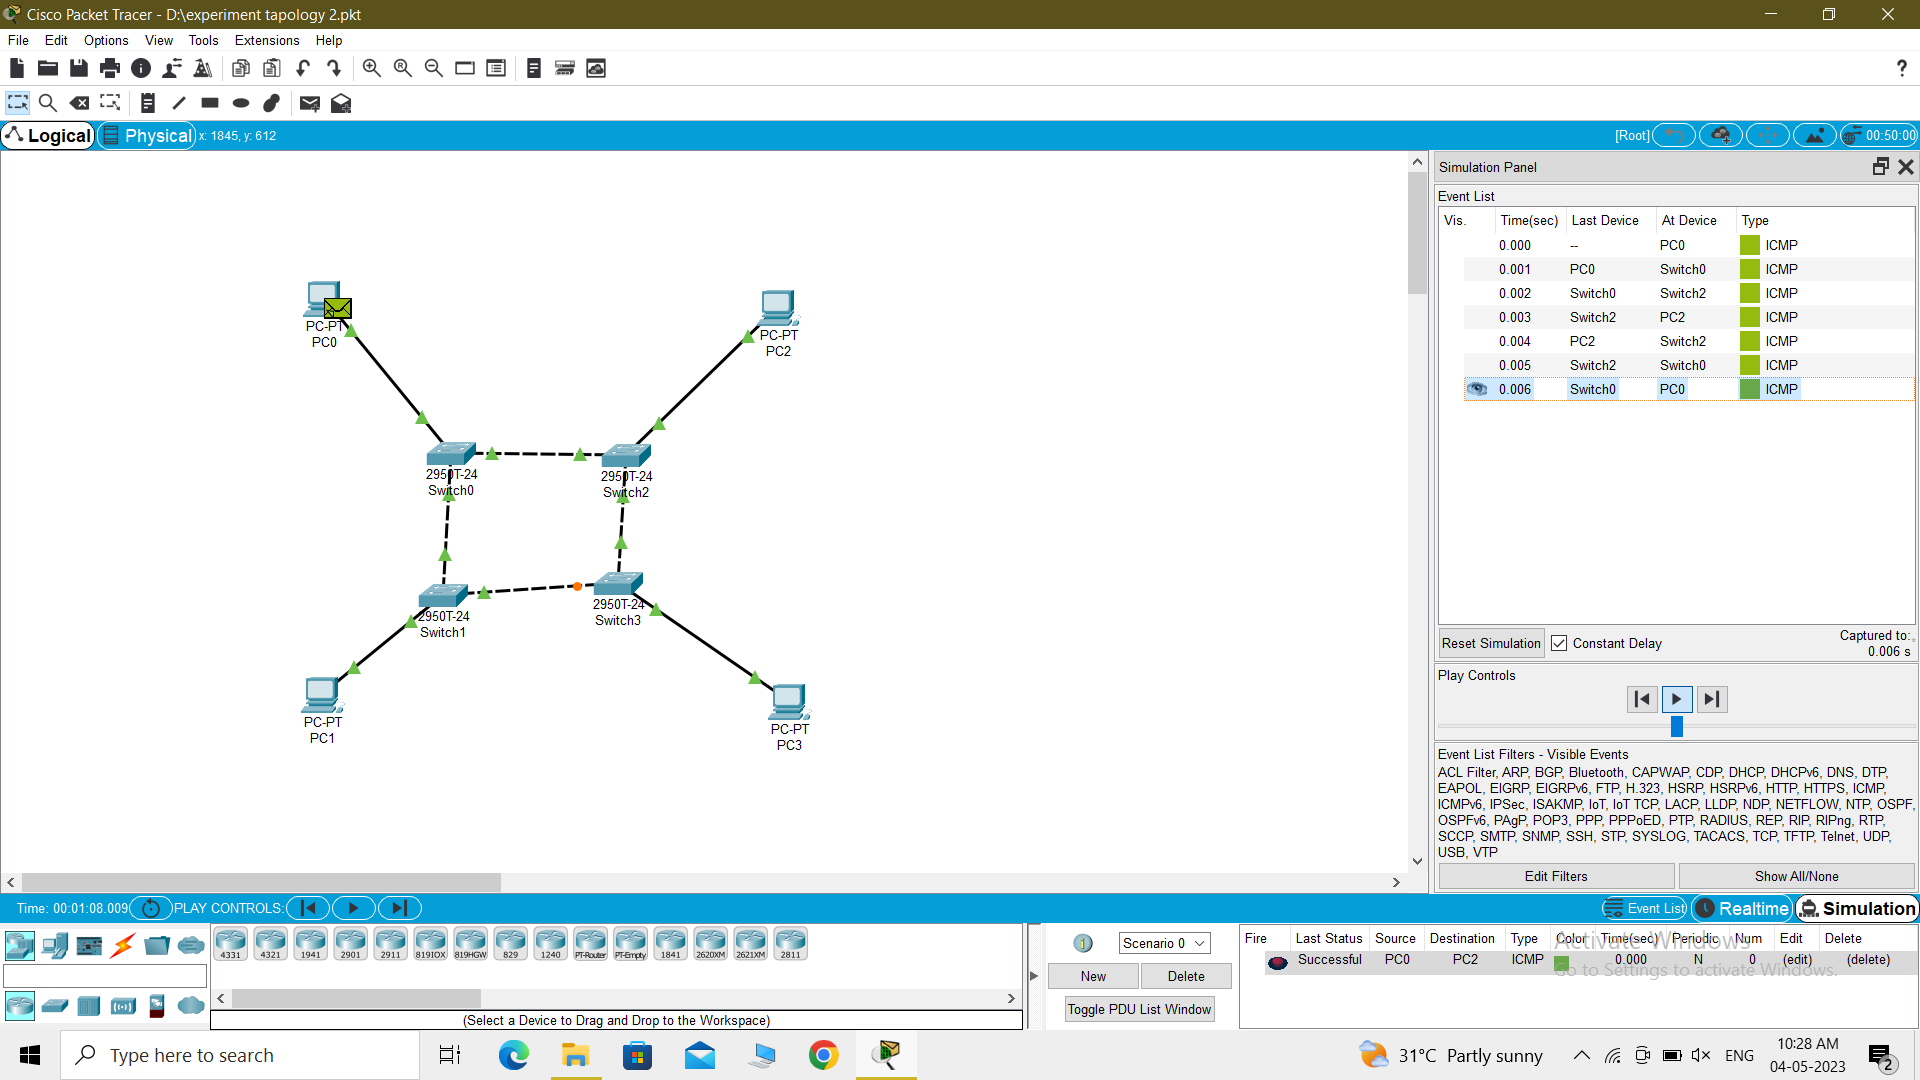 Cisco Packet Tracer - D:\experiment tapology 2.pkt
File Edit Options View Tools Extensions Help
Logical Physical x: 1845, y: 612 [Root] 00:50:00
PC-PT
PC0
PC-PT
PC2
2950T-24
Switch0
2950T-24
Switch2
2950T-24
Switch1
2950T-24
Switch3
PC-PT
PC1
PC-PT
PC3
Simulation Panel
Event List
Vis. Time(sec) Last Device At Device Type
0.000 -- PC0 ICMP
0.001 PC0 Switch0 ICMP
0.002 Switch0 Switch2 ICMP
0.003 Switch2 PC2 ICMP
0.004 PC2 Switch2 ICMP
0.005 Switch2 Switch0 ICMP
0.006 Switch0 PC0 ICMP
Reset Simulation Constant Delay Captured to:
0.006 s
Play Controls
Event List Filters - Visible Events
ACL Filter, ARP, BGP, Bluetooth, CAPWAP, CDP, DHCP, DHCPv6, DNS, DTP,
EAPOL, EIGRP, EIGRPv6, FTP, H.323, HSRP, HSRPv6, HTTP, HTTPS, ICMP,
ICMPv6, IPSec, ISAKMP, IoT, IoT TCP, LACP, LLDP, NDP, NETFLOW, NTP, OSPF,
OSPFv6, PAgP, POP3, PPP, PPPoED, PTP, RADIUS, REP, RIP, RIPng, RTP,
SCCP, SMTP, SNMP, SSH, STP, SYSLOG, TACACS, TCP, TFTP, Telnet, UDP,
USB, VTP
Edit Filters Show All/None
Time: 00:01:08.009 PLAY CONTROLS: Event List Realtime Simulation
4331 4321 1941 2901 2911 819IOX 819HGW 829 1240 PT-Router PT-Empty 1841 2620XM 2621XM 2811
(Select a Device to Drag and Drop to the Workspace)
1 Scenario 0
New Delete
Toggle PDU List Window
Fire Last Status Source Destination Type Color Time(sec) Periodic Num Edit Delete
Successful PC0 PC2 ICMP 0.000 N 0 (edit) (delete)
Activate Windows
Go to Settings to activate Windows.
Type here to search
31°C Partly sunny ENG 10:28 AM
04-05-2023
2